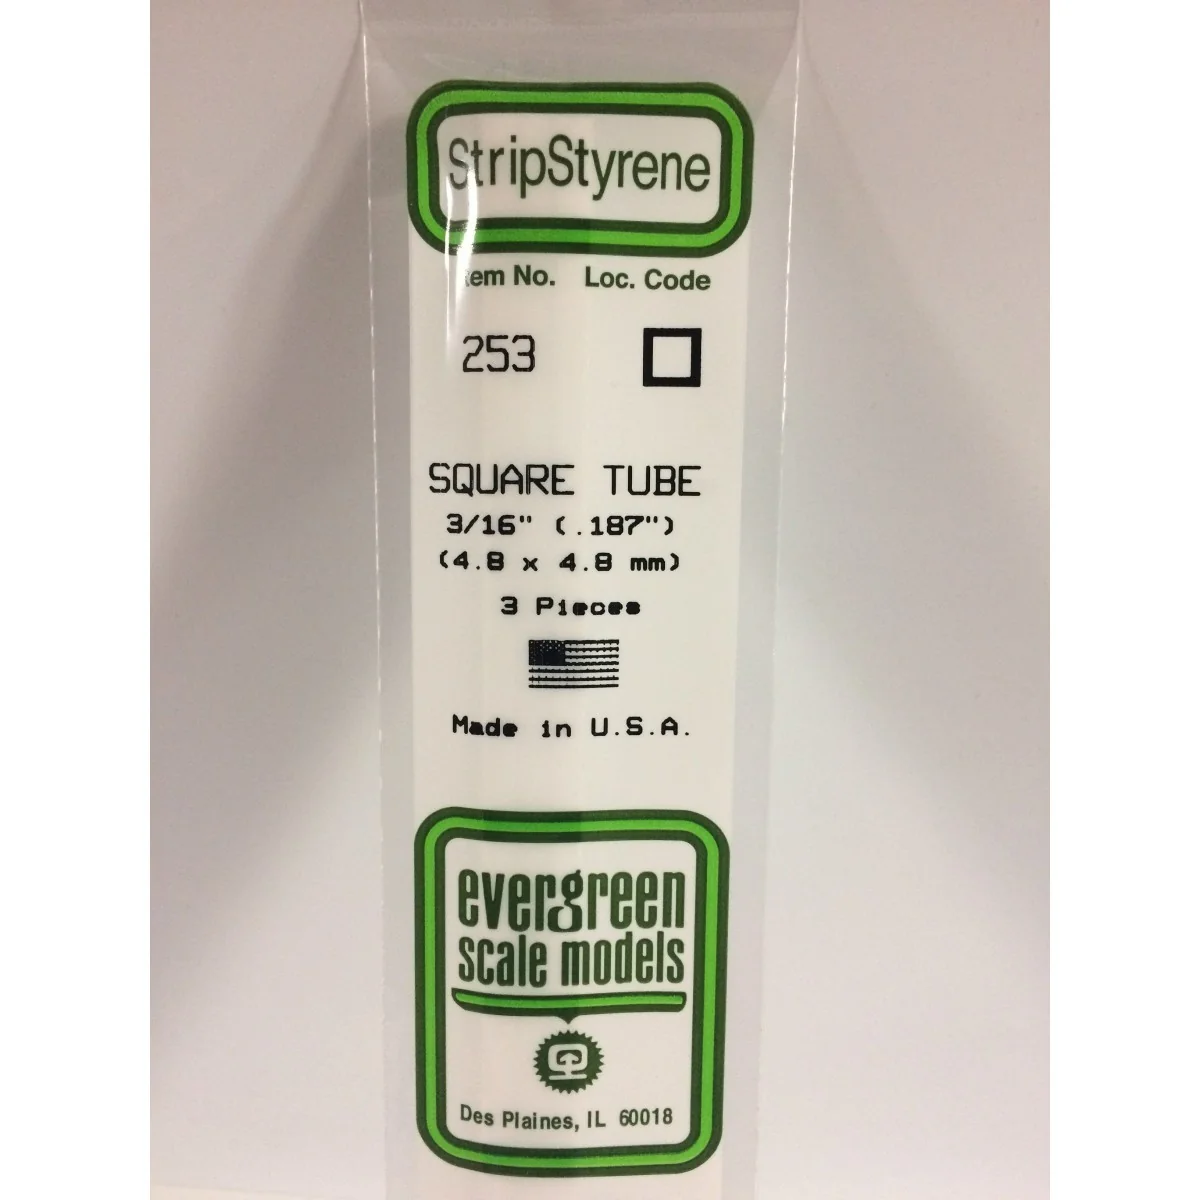 StripStyrene
Item No. Loc. Code
253
SQUARE TUBE
3/16" (.187")
(4.8 x 4.8 mm)
3 Pieces
Made in U.S.A.
evergreen
scale models
Des Plaines, IL 60018